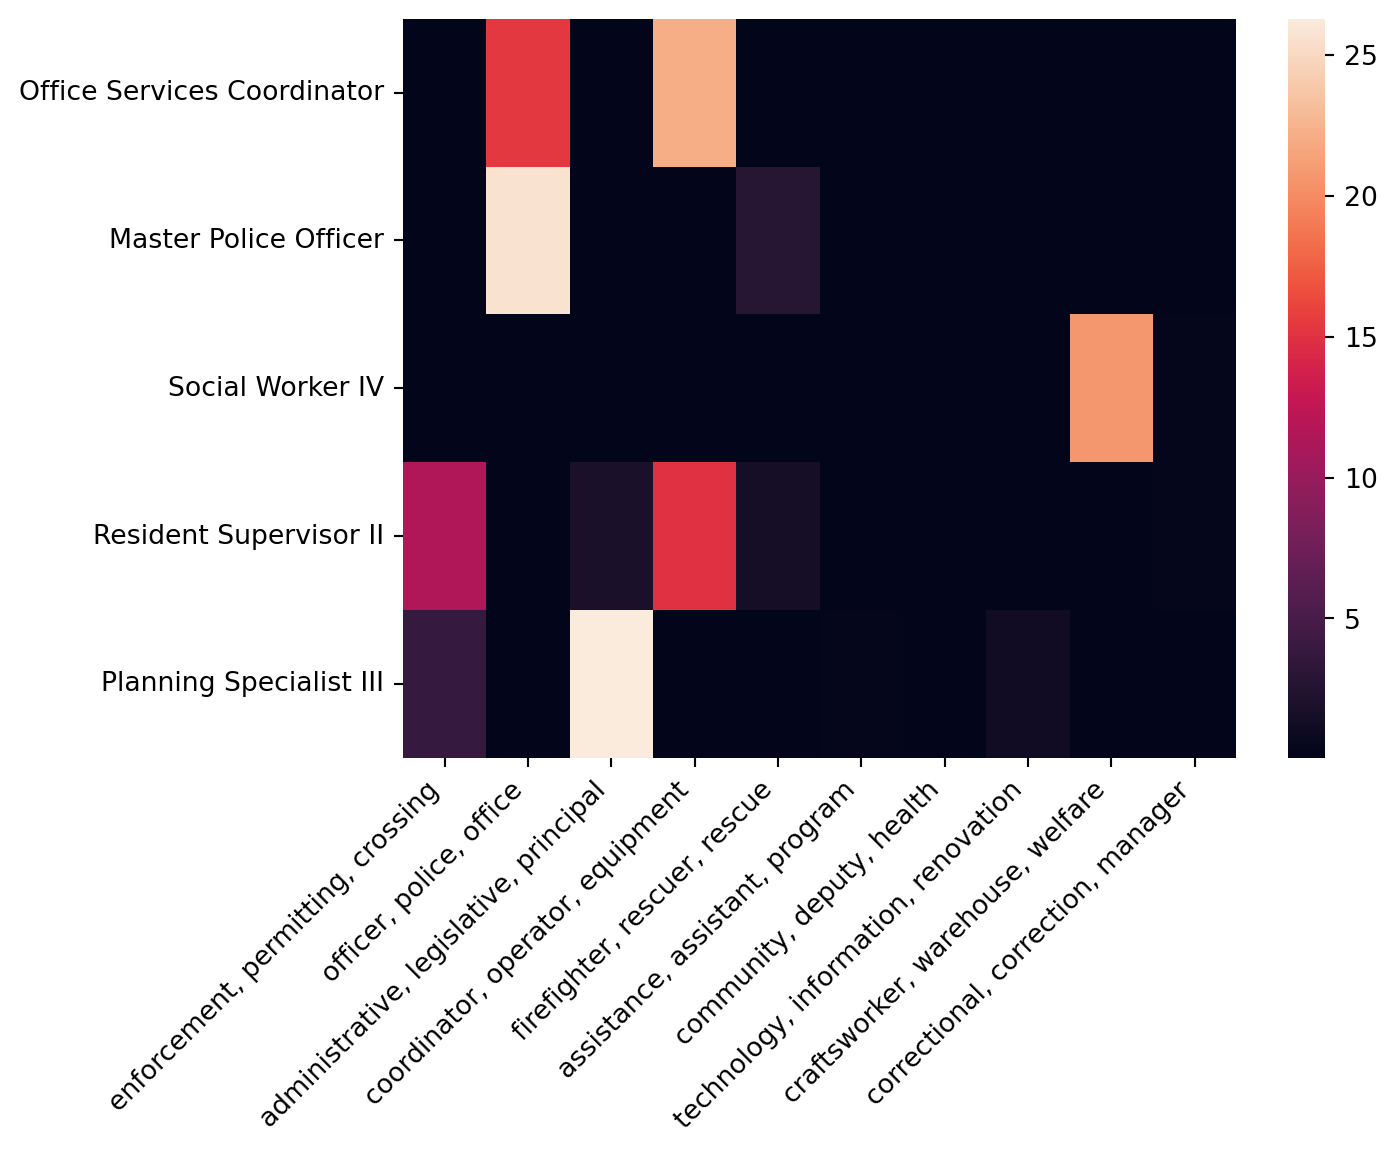 Office Services Coordinator
Master Police Officer
Social Worker IV
Resident Supervisor II
Planning Specialist III
enforcement, permitting, crossing
officer, police, office
administrative, legislative, principal
coordinator, operator, equipment
firefighter, rescuer, rescue
assistance, assistant, program
community, deputy, health
technology, information, renovation
craftsworker, warehouse, welfare
correctional, correction, manager
25
20
15
10
5